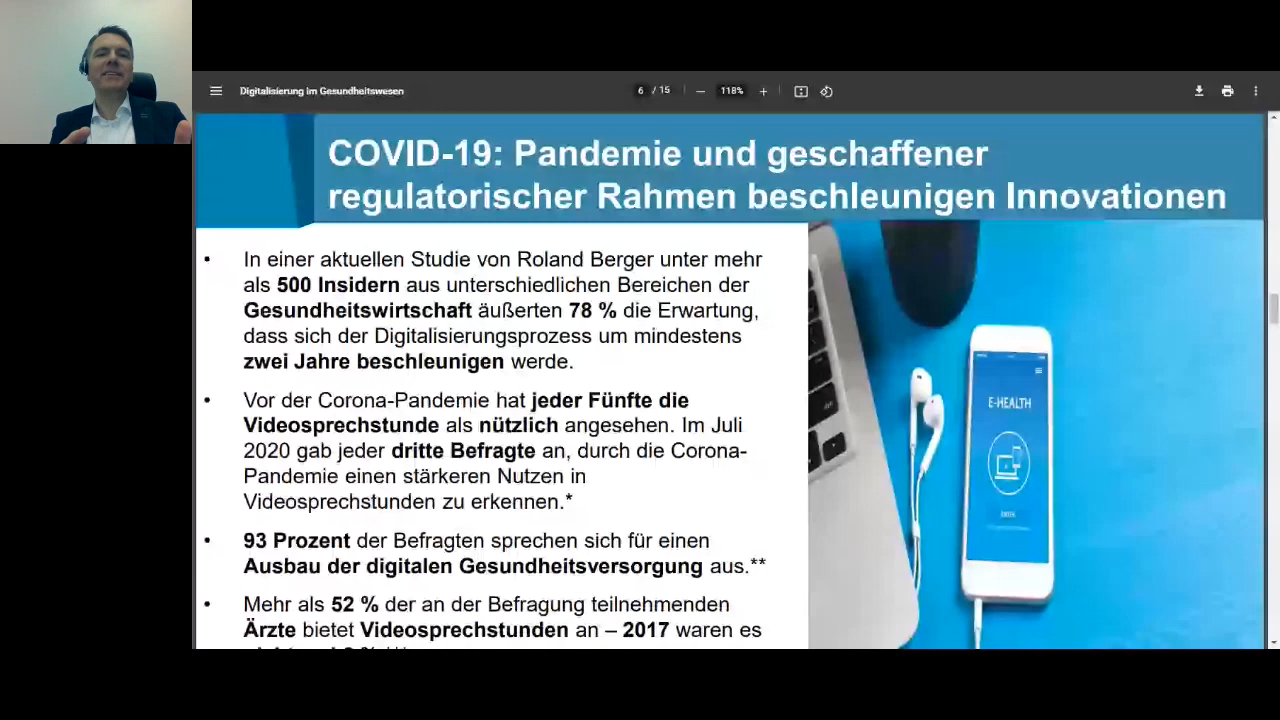 Digitalisierung im Gesundheitswesen
6 / 15
118%
COVID-19: Pandemie und geschaffener
regulatorischer Rahmen beschleunigen Innovationen
• In einer aktuellen Studie von Roland Berger unter mehr
als 500 Insidern aus unterschiedlichen Bereichen der
Gesundheitswirtschaft äußerten 78 % die Erwartung,
dass sich der Digitalisierungsprozess um mindestens
zwei Jahre beschleunigen werde.
• Vor der Corona-Pandemie hat jeder Fünfte die
Videosprechstunde als nützlich angesehen. Im Juli
2020 gab jeder dritte Befragte an, durch die Corona-
Pandemie einen stärkeren Nutzen in
Videosprechstunden zu erkennen.*
• 93 Prozent der Befragten sprechen sich für einen
Ausbau der digitalen Gesundheitsversorgung aus.**
• Mehr als 52 % der an der Befragung teilnehmenden
Ärzte bietet Videosprechstunden an – 2017 waren es
E-HEALTH